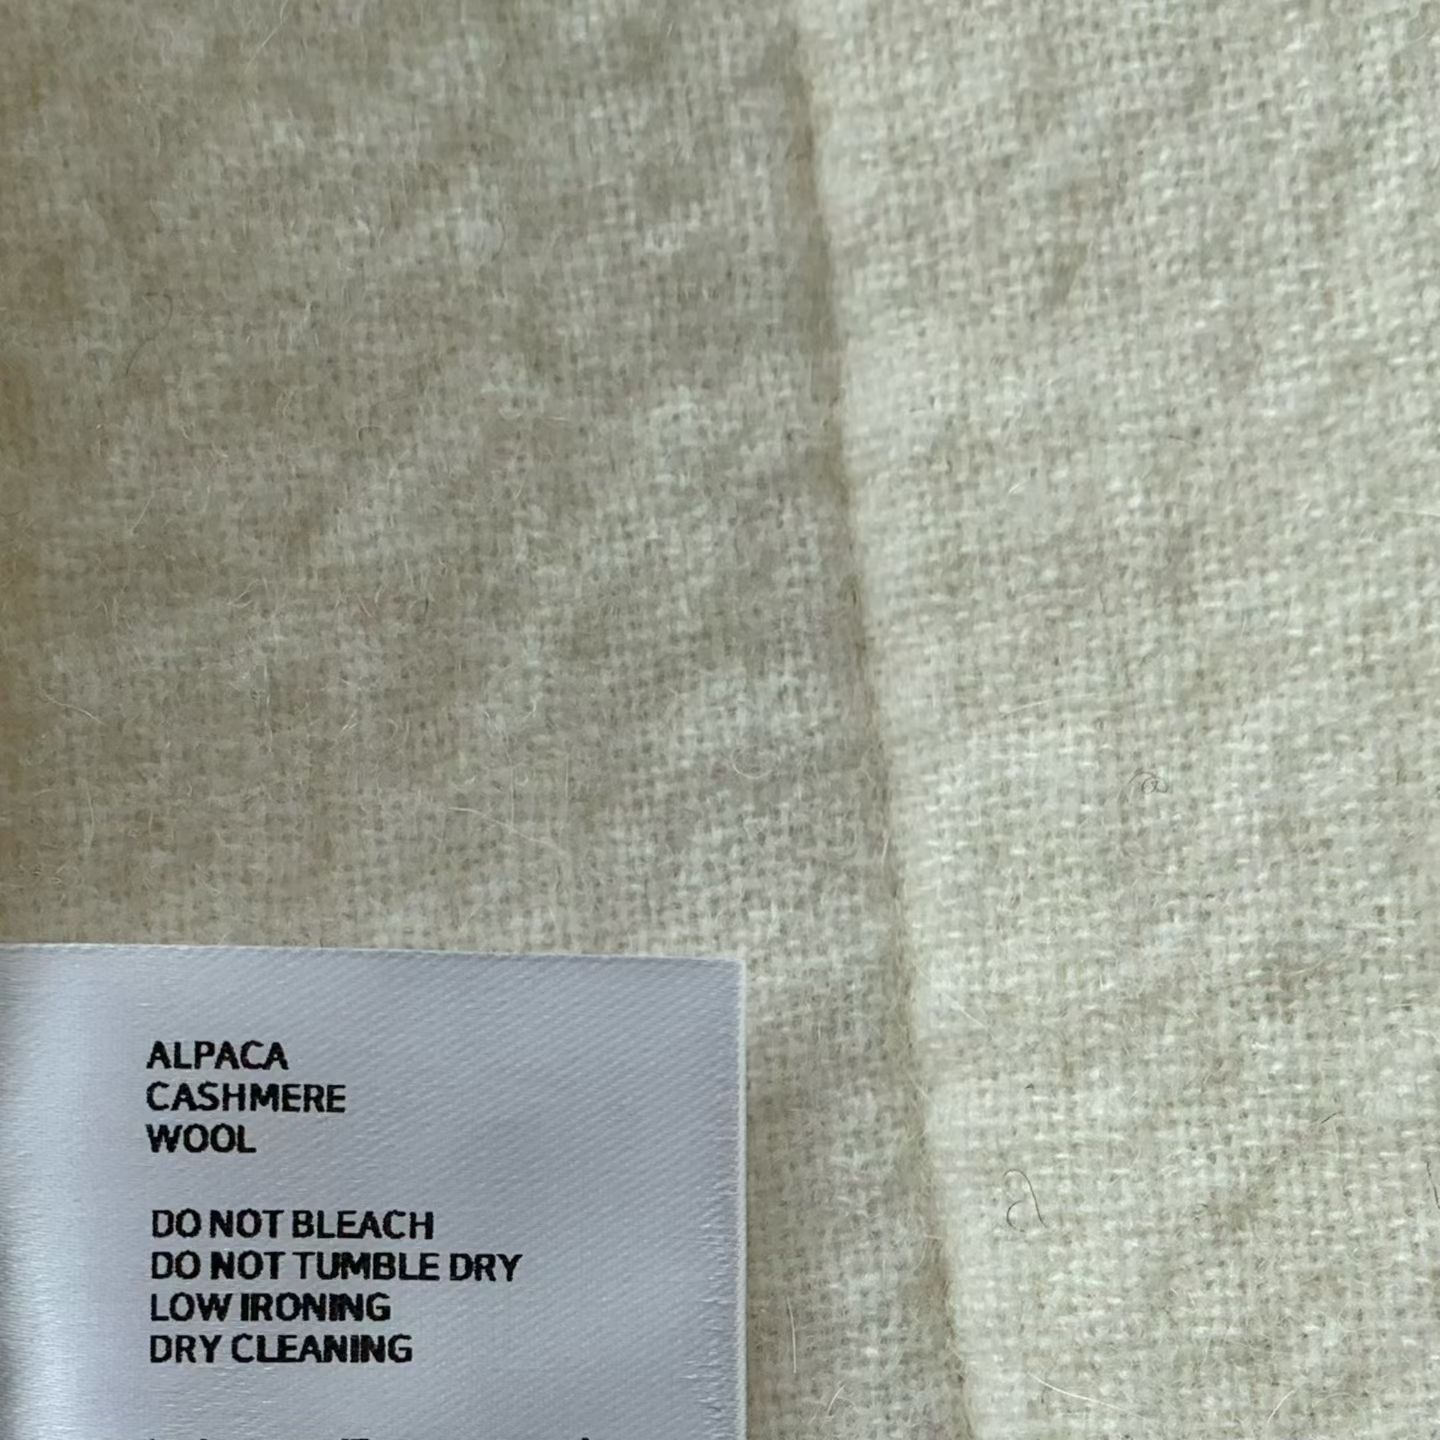 ALPACA
CASHMERE
WOOL
DO NOT BLEACH
DO NOT TUMBLE DRY
LOW IRONING
DRY CLEANING